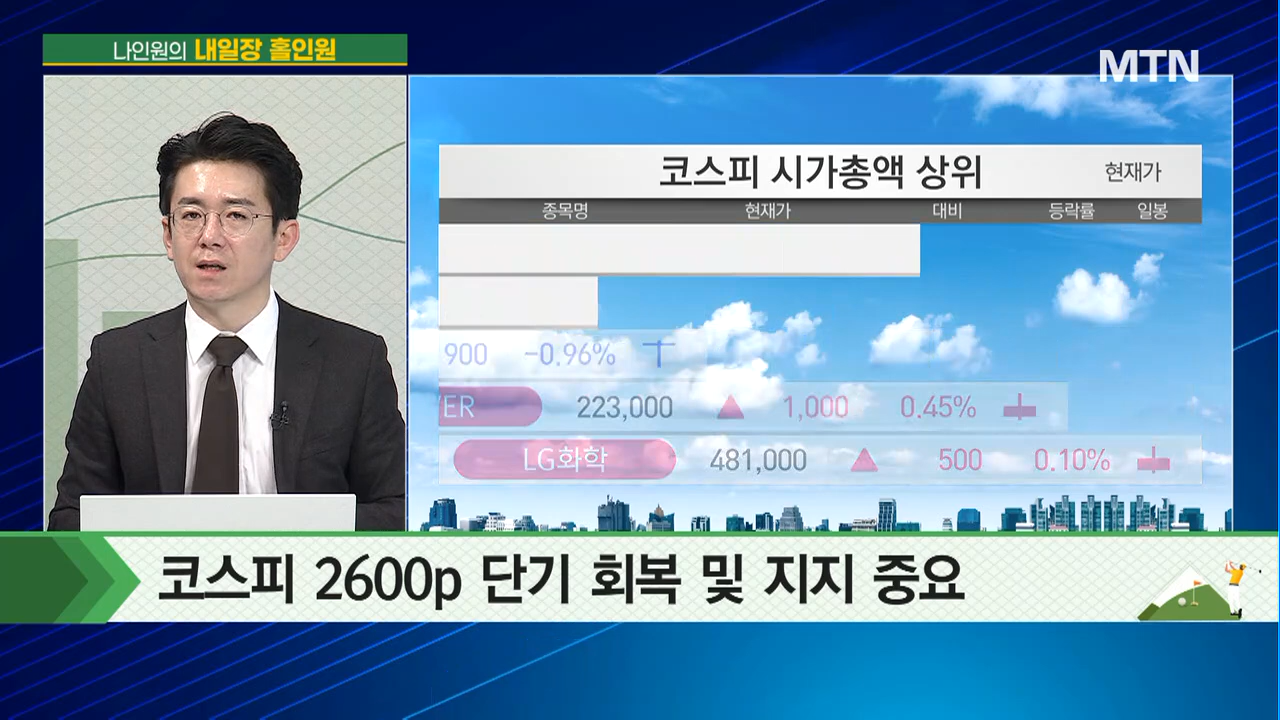 나인원의 내일장 홀인원
MTN
코스피 시가총액 상위 현재가
종목명 현재가 대비 등락률 일봉
900 -0.96%
ER 223,000 ▲ 1,000 0.45%
LG화학 481,000 ▲ 500 0.10%
코스피 2600p 단기 회복 및 지지 중요